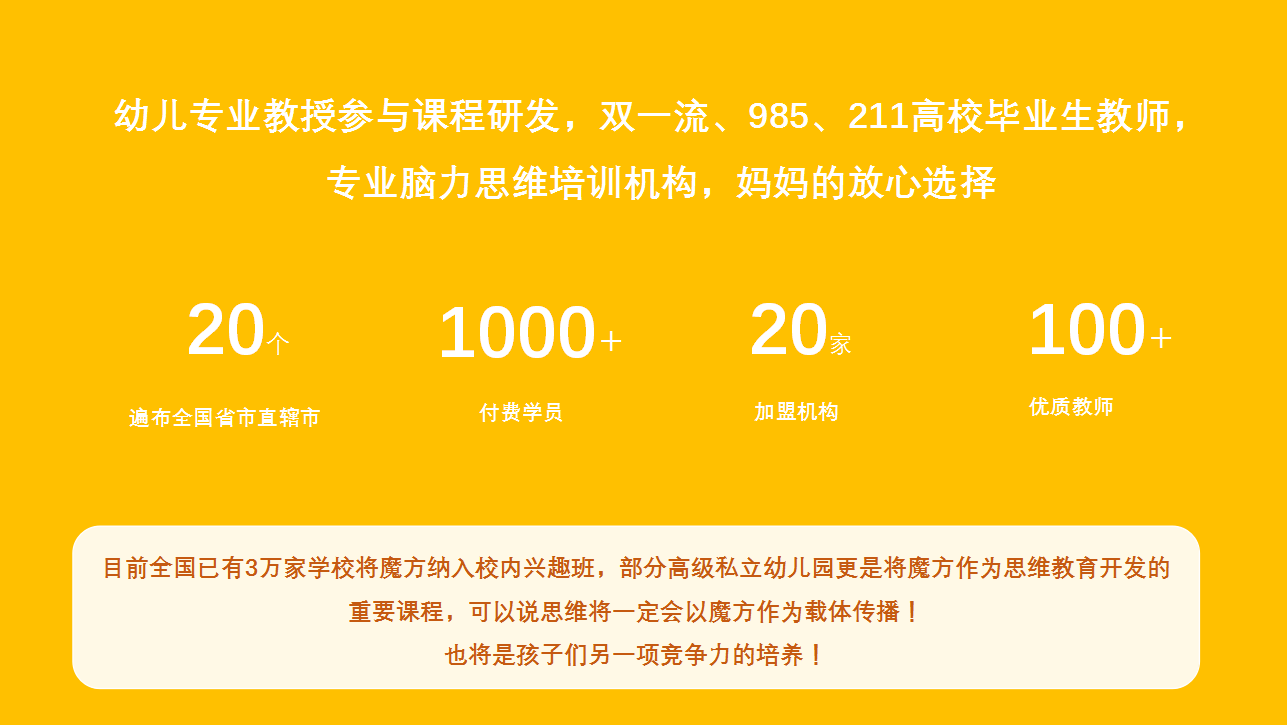 幼儿专业教授参与课程研发，双一流、985、211高校毕业生教师，
专业脑力思维培训机构，妈妈的放心选择
20个
1000+
20家
100+
遍布全国省市直辖市
付费学员
加盟机构
优质教师
目前全国已有3万家学校将魔方纳入校内兴趣班，部分高级私立幼儿园更是将魔方作为思维教育开发的
重要课程，可以说思维将一定会以魔方作为载体传播！
也将是孩子们另一项竞争力的培养！